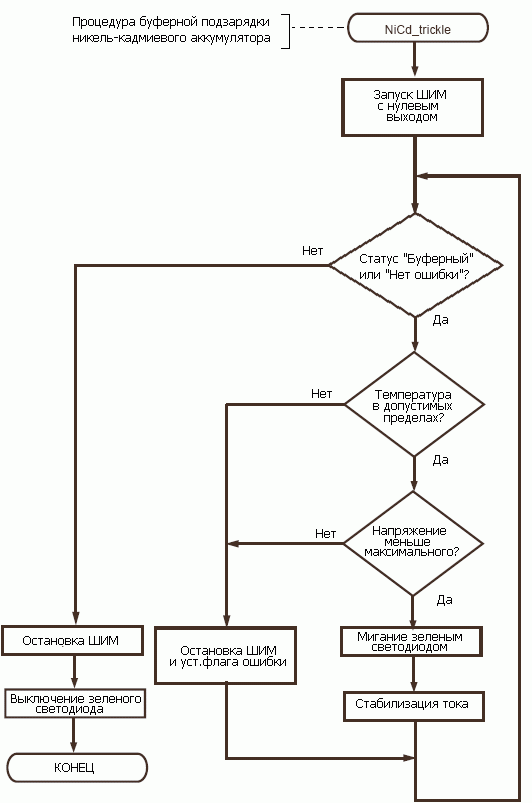 Процедура буферной подзарядки
никель-кадмиевого аккумулятора
NiCd_trickle
Запуск ШИМ
с нулевым
выходом
Нет
Статус "Буферный"
или "Нет ошибки"?
Да
Нет
Температура
в допустимых
пределах?
Да
Нет
Напряжение
меньше
максимального?
Да
Остановка ШИМ
Остановка ШИМ
и уст.флага ошибки
Мигание зеленым
светодиодом
Выключение зеленого
светодиода
Стабилизация тока
КОНЕЦ